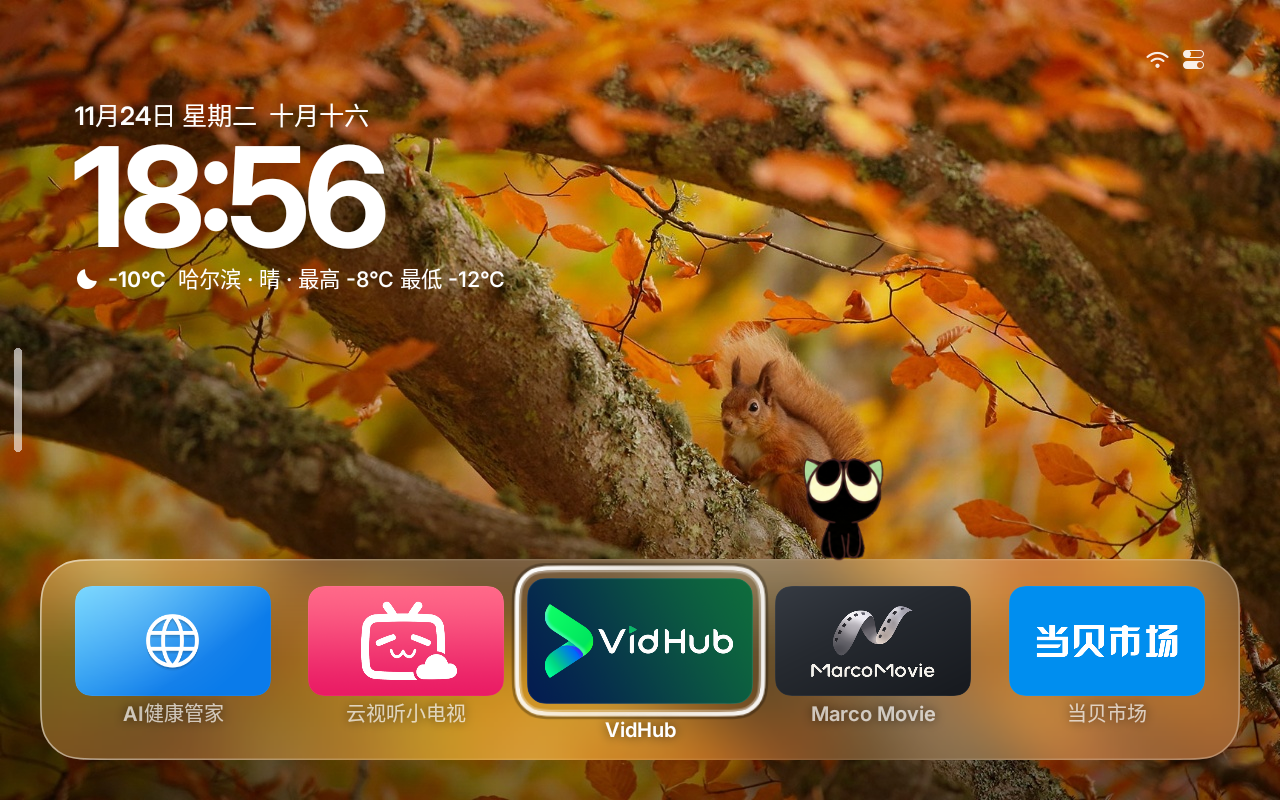 11月24日 星期二 十月十六
18:56
-10°C 哈尔滨 · 晴 · 最高 -8°C 最低 -12°C
VidHub
MarcoMovie
当贝市场
AI健康管家
云视听小电视
VidHub
Marco Movie
当贝市场